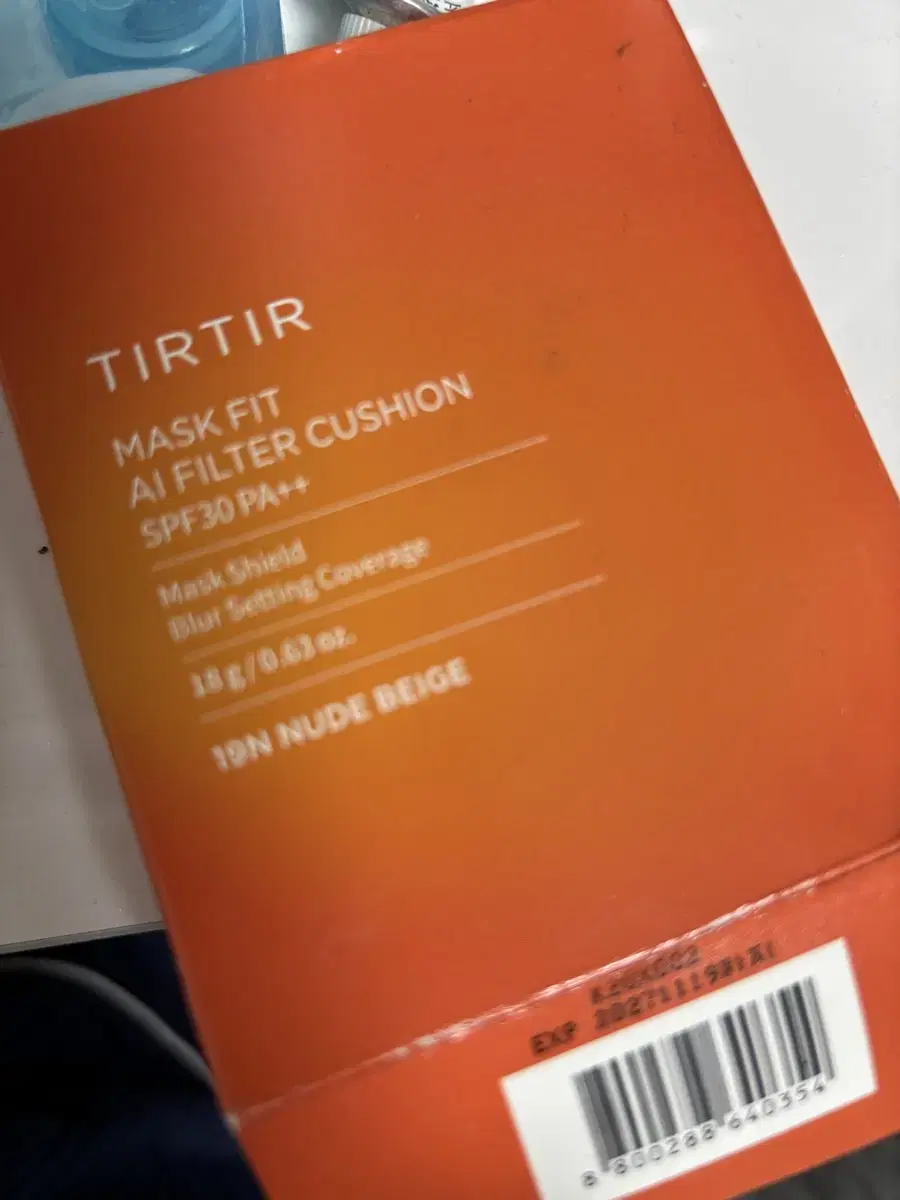 TIRTIR
MASK FIT
AI FILTER CUSHION
SPF30 PA++
Mask Shield
Blur Setting Coverage
18 g / 0.63 oz.
19N NUDE BEIGE
EXP 20271119
8 800288 640354